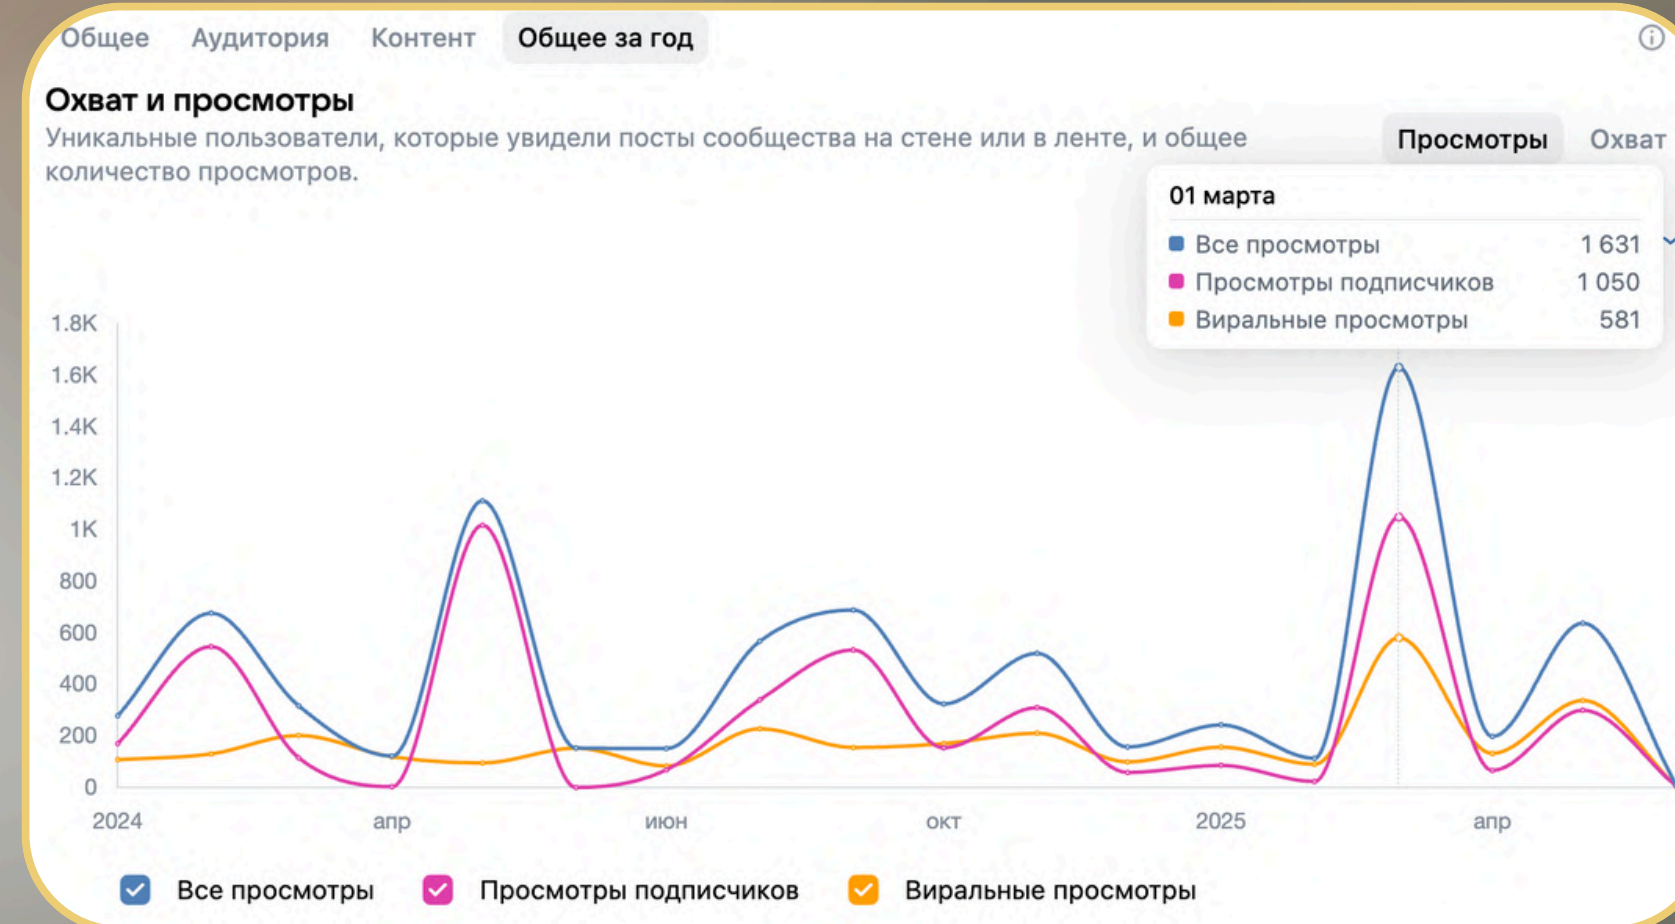 Общее Аудитория Контент Общее за год
Охват и просмотры
Уникальные пользователи, которые увидели посты сообщества на стене или в ленте, и общее
количество просмотров.
Просмотры Охват
01 марта
Все просмотры 1 631
Просмотры подписчиков 1 050
Виральные просмотры 581
1.8K
1.6K
1.4K
1.2K
1K
800
600
400
200
0
2024 апр июн окт 2025 апр
Все просмотры Просмотры подписчиков Виральные просмотры